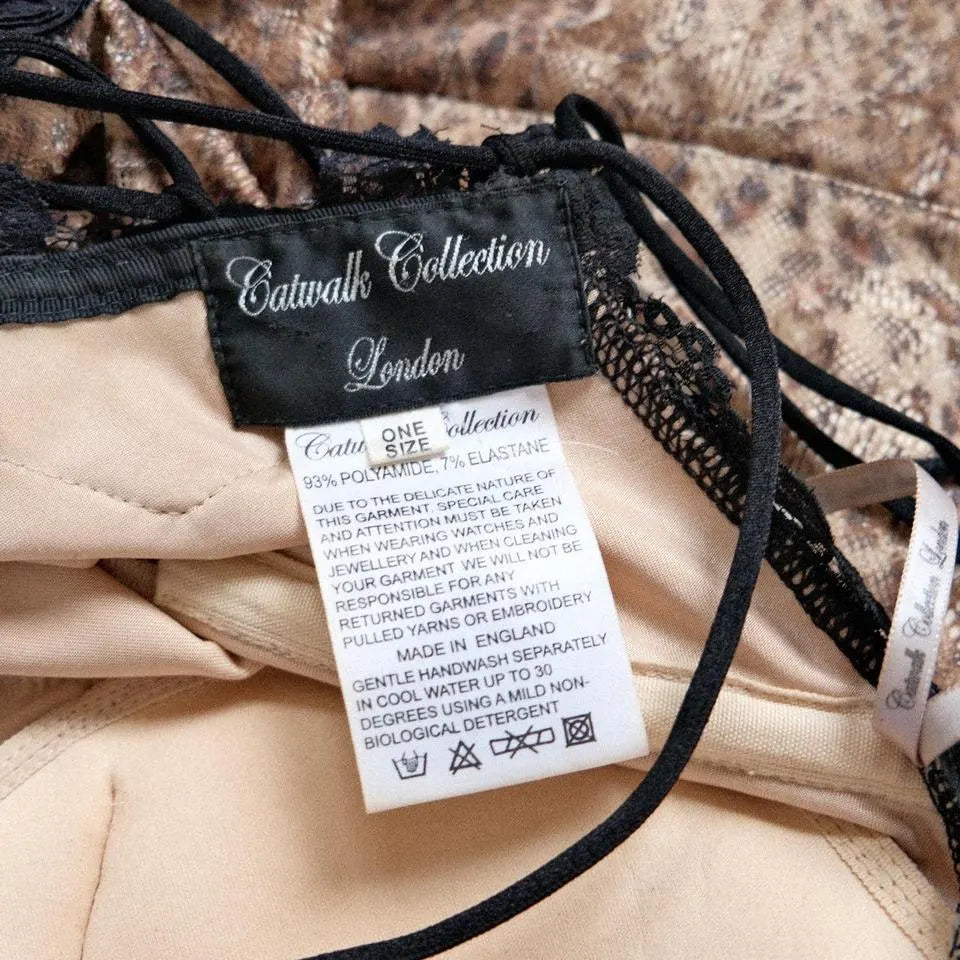 Catwalk Collection
London
ONE
SIZE
Catu ollection
93% POLYAMIDE, 7% ELASTANE
DUE TO THE DELICATE NATURE OF
THIS GARMENT, SPECIAL CARE
AND ATTENTION MUST BE TAKEN
WHEN WEARING WATCHES AND
JEWELLERY AND WHEN CLEANING
YOUR GARMENT WE WILL NOT BE
RESPONSIBLE FOR ANY
RETURNED GARMENTS WITH
PULLED YARNS OR EMBROIDERY
MADE IN ENGLAND
GENTLE HANDWASH SEPARATELY
IN COOL WATER UP TO 30
DEGREES USING A MILD NON-
BIOLOGICAL DETERGENT
Catwalk Collection London